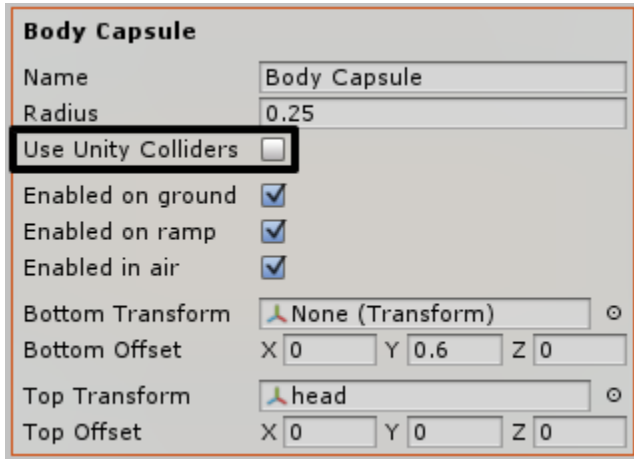 Body Capsule
Name Body Capsule
Radius 0.25
Use Unity Colliders
Enabled on ground
Enabled on ramp
Enabled in air
Bottom Transform None (Transform)
Bottom Offset X 0 Y 0.6 Z 0
Top Transform head
Top Offset X 0 Y 0 Z 0